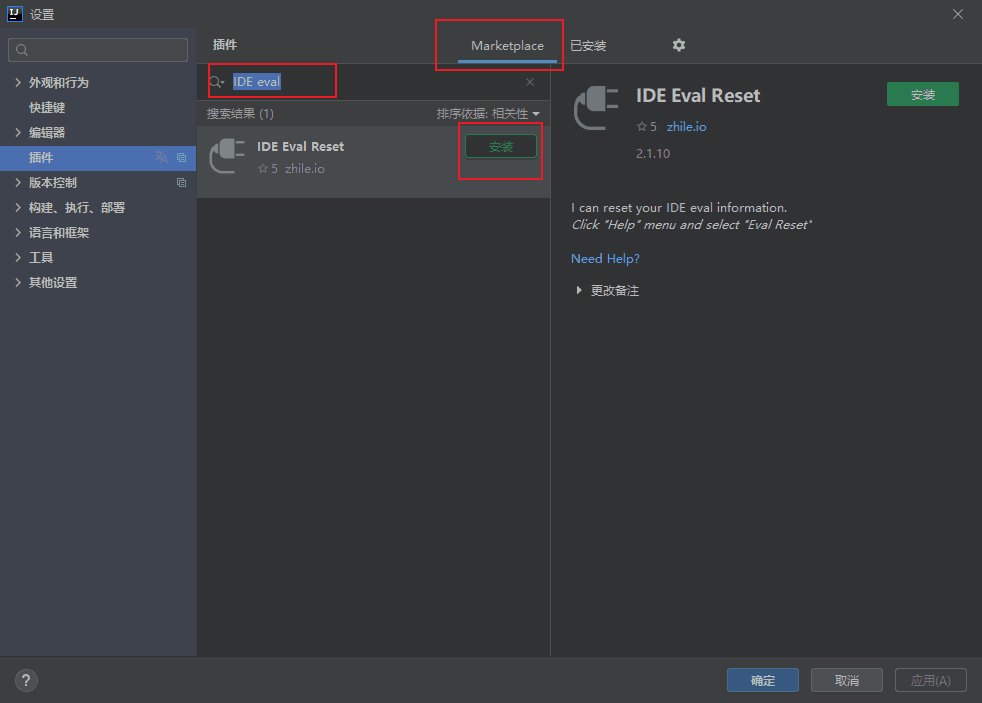 设置
插件
Marketplace
已安装
外观和行为
快捷键
编辑器
插件
版本控制
构建、执行、部署
语言和框架
工具
其他设置
IDE eval
搜索结果 (1)
排序依据: 相关性
IDE Eval Reset
5 zhile.io
安装
IDE Eval Reset
安装
5 zhile.io
2.1.10
I can reset your IDE eval information.
Click "Help" menu and select "Eval Reset"
Need Help?
更改备注
?
确定
取消
应用(A)